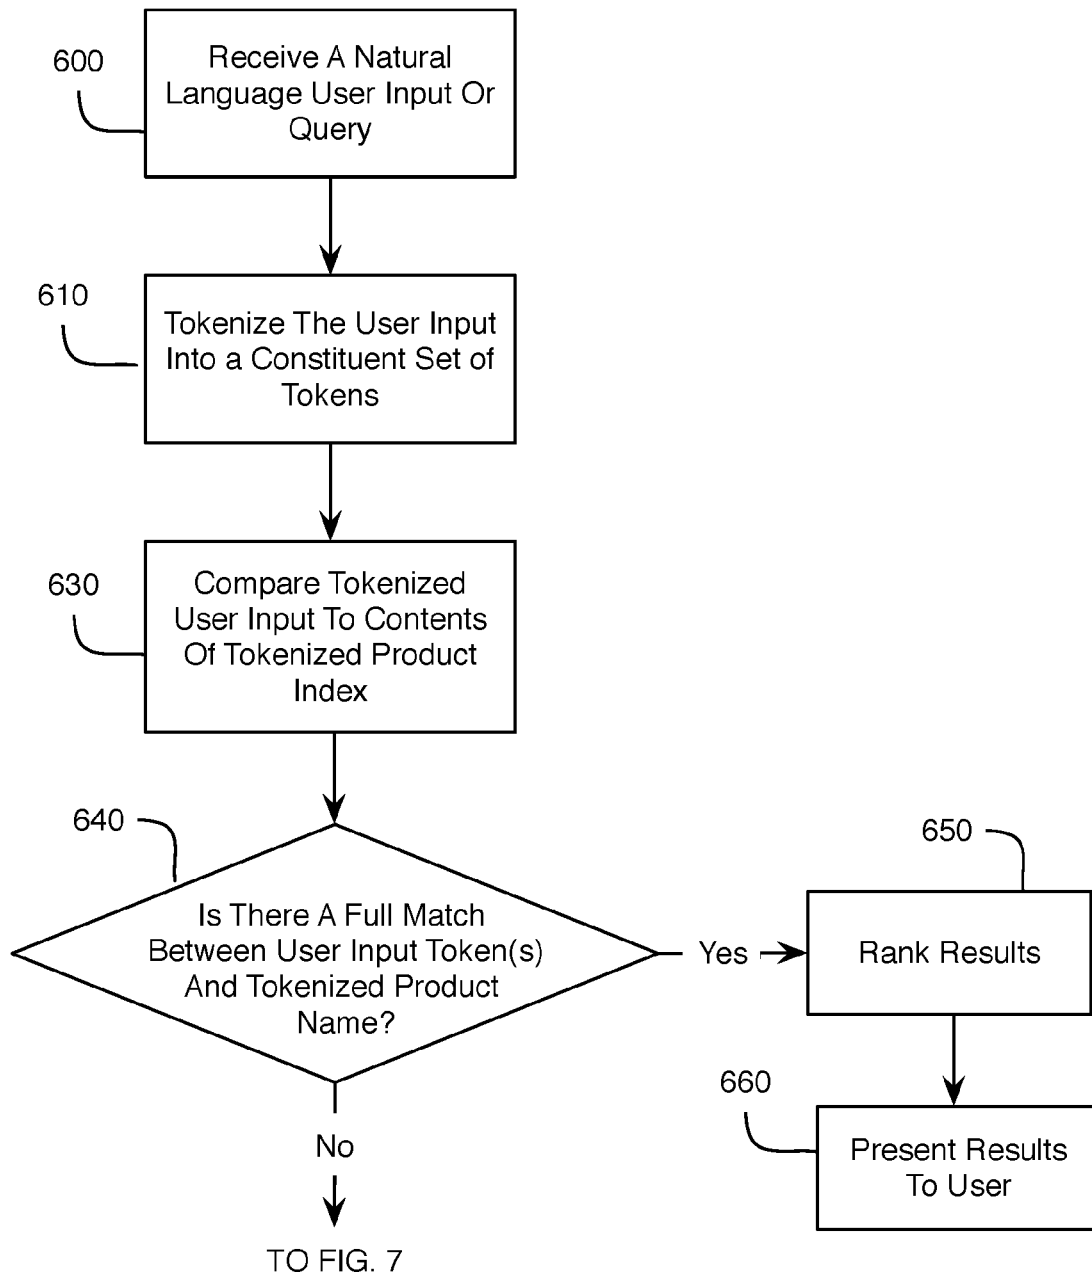 600
Receive A Natural
Language User Input Or
Query
610
Tokenize The User Input
Into a Constituent Set of
Tokens
630
Compare Tokenized
User Input To Contents
Of Tokenized Product
Index
640
Is There A Full Match
Between User Input Token(s)
And Tokenized Product
Name?
Yes
650
Rank Results
660
Present Results
To User
No
TO FIG. 7